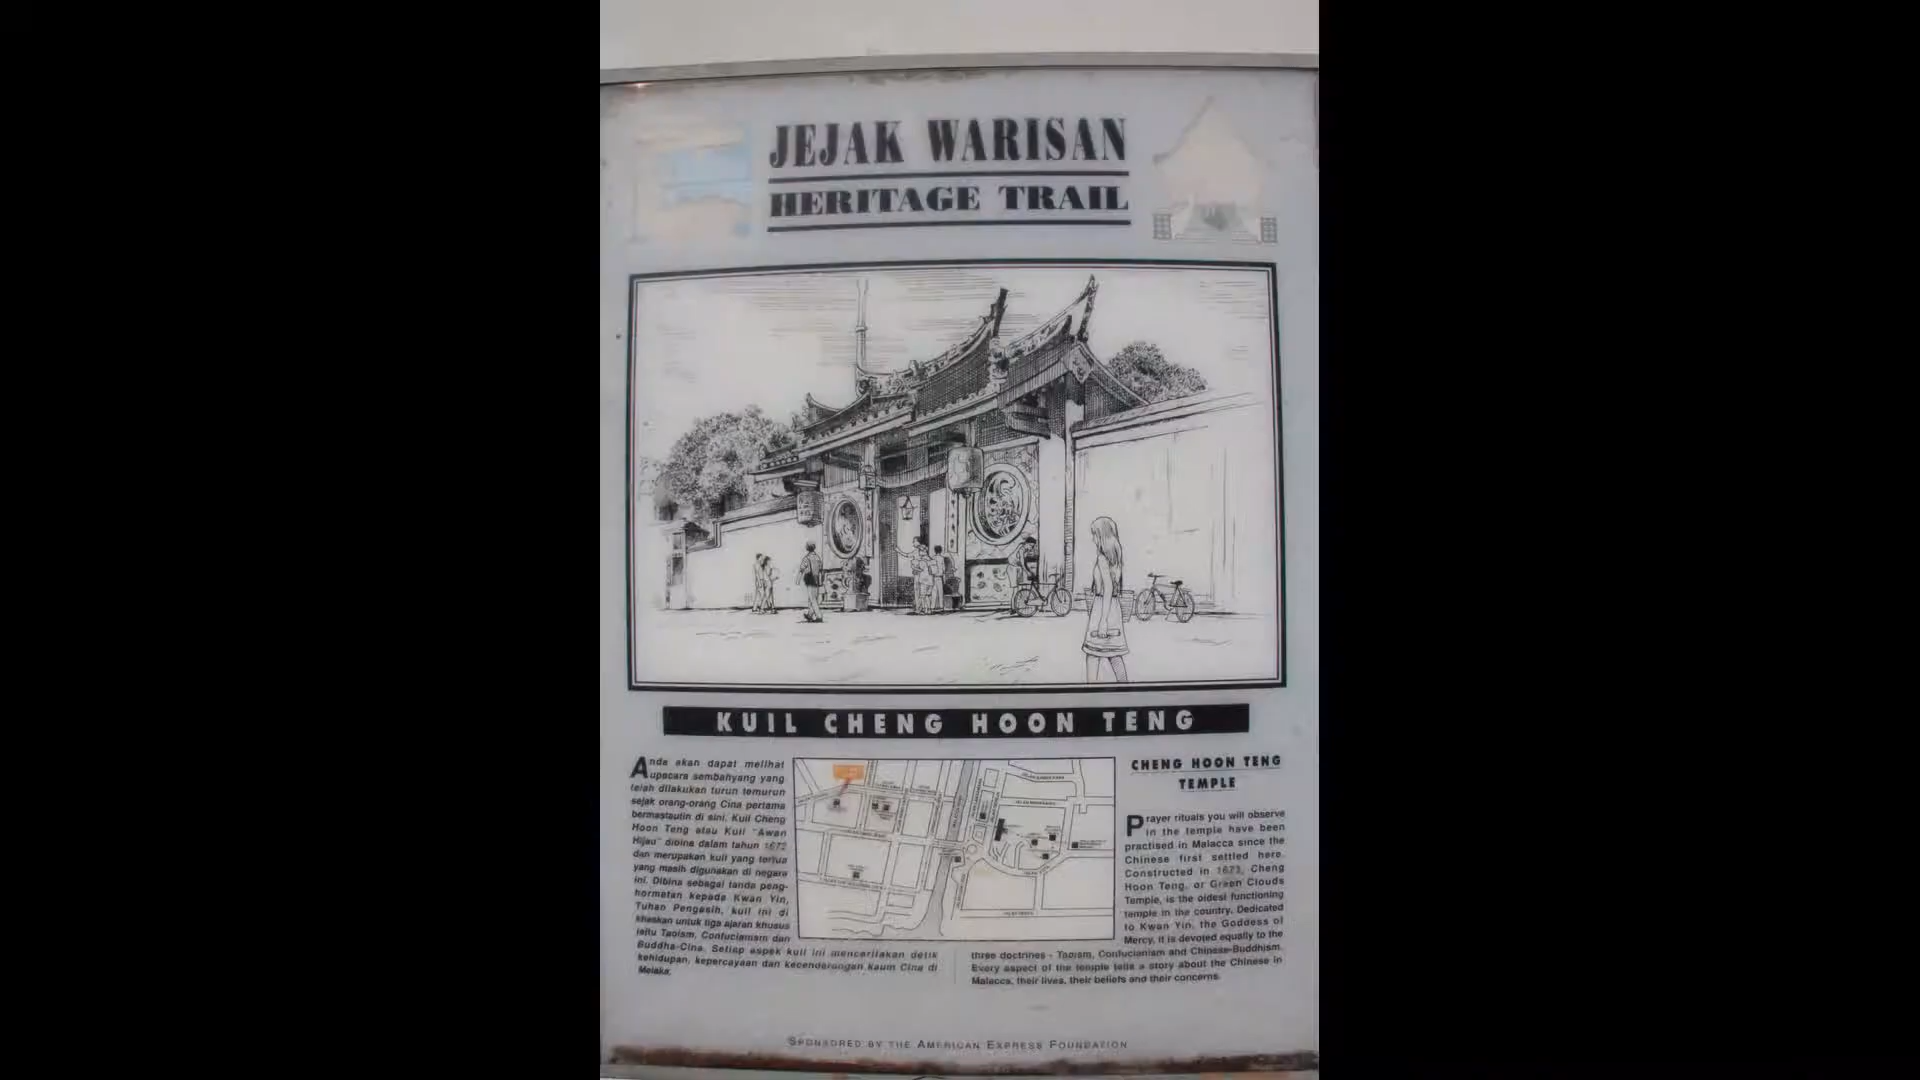 JEJAK WARISAN
HERITAGE TRAIL
KUIL CHENG HOON TENG
Anda akan dapat melihat
upacara sembahyang yang
telah dilakukan turun temurun
sejak orang-orang Cina pertama
bermastautin di sini. Kuil Cheng
Hoon Teng atau Kuil "Awan
Hijau" dibina dalam tahun 1673
dan merupakan kuil yang tertua
yang masih digunakan di negara
ini. Dibina sebagai tanda peng-
hormatan kepada Kwan Yin,
Tuhan Pengasih, kuil ini di
khaskan untuk tiga ajaran khusus
iaitu Taoism, Confucianism dan
Buddha-Cina. Setiap aspek kuil ini menceritakan detik
kehidupan, kepercayaan dan kecenderongan kaum Cina di
Melaka.
CHENG HOON TENG
TEMPLE
Prayer rituals you will observe
in the temple have been
practised in Malacca since the
Chinese first settled here.
Constructed in 1673, Cheng
Hoon Teng, or Green Clouds
Temple, is the oldest functioning
temple in the country. Dedicated
to Kwan Yin, the Goddess of
Mercy, it is devoted equally to the
three doctrines - Taoism, Confucianism and Chinese-Buddhism.
Every aspect of the temple tells a story about the Chinese in
Malacca, their lives, their beliefs and their concerns.
SPONSORED BY THE AMERICAN EXPRESS FOUNDATION